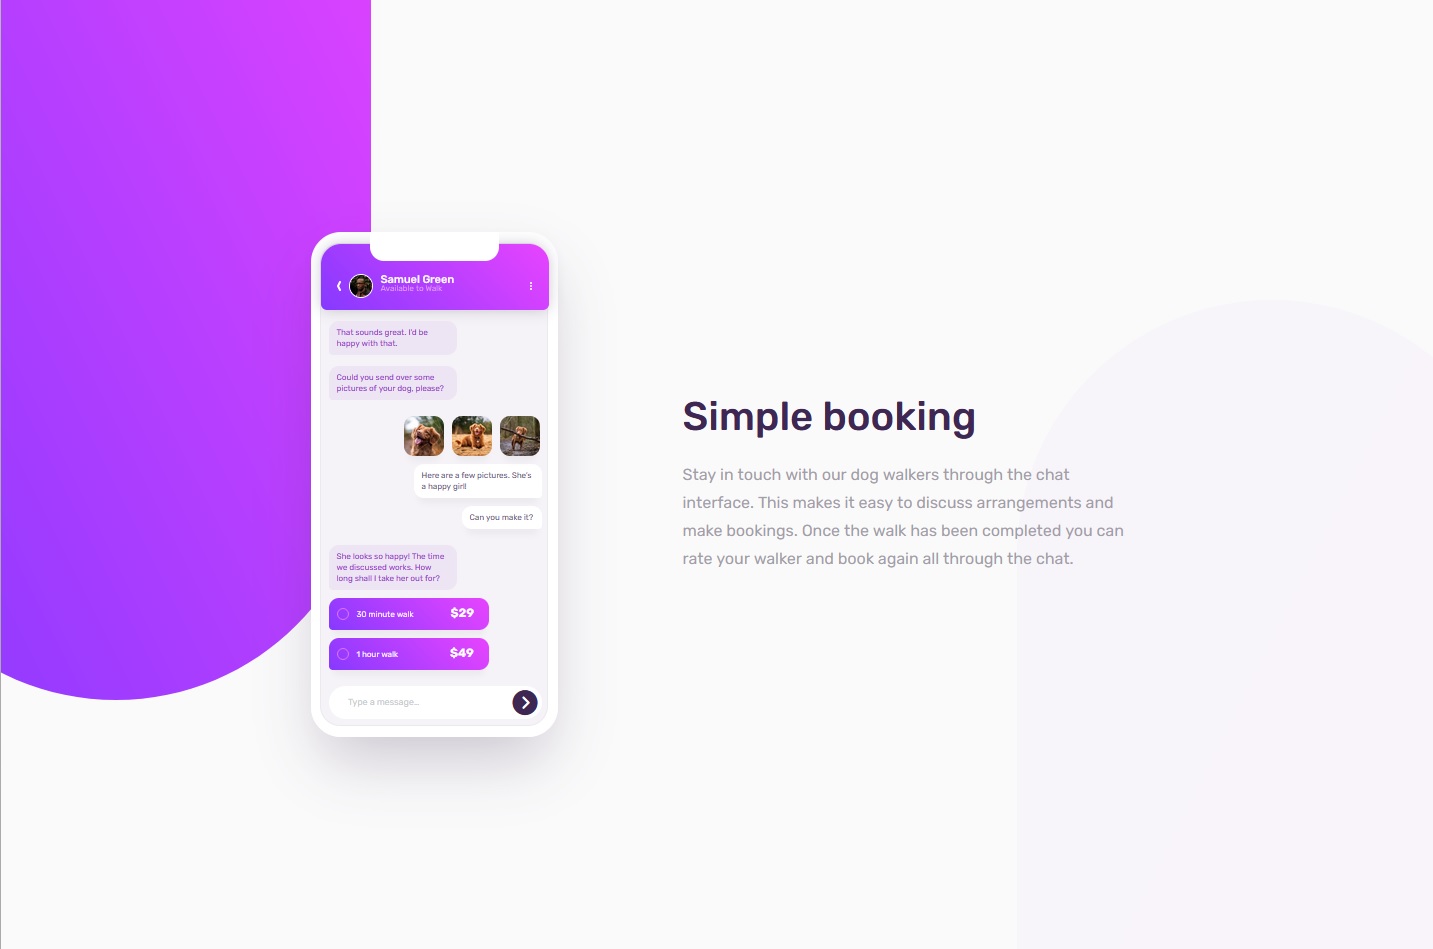 Samuel Green
Available to Walk
That sounds great. I'd be
happy with that.
Could you send over some
pictures of your dog, please?
Here are a few pictures. She's
a happy girl!
Can you make it?
She looks so happy! The time
we discussed works. How
long shall I take her out for?
30 minute walk $29
1 hour walk $49
Type a message…
Simple booking
Stay in touch with our dog walkers through the chat
interface. This makes it easy to discuss arrangements and
make bookings. Once the walk has been completed you can
rate your walker and book again all through the chat.